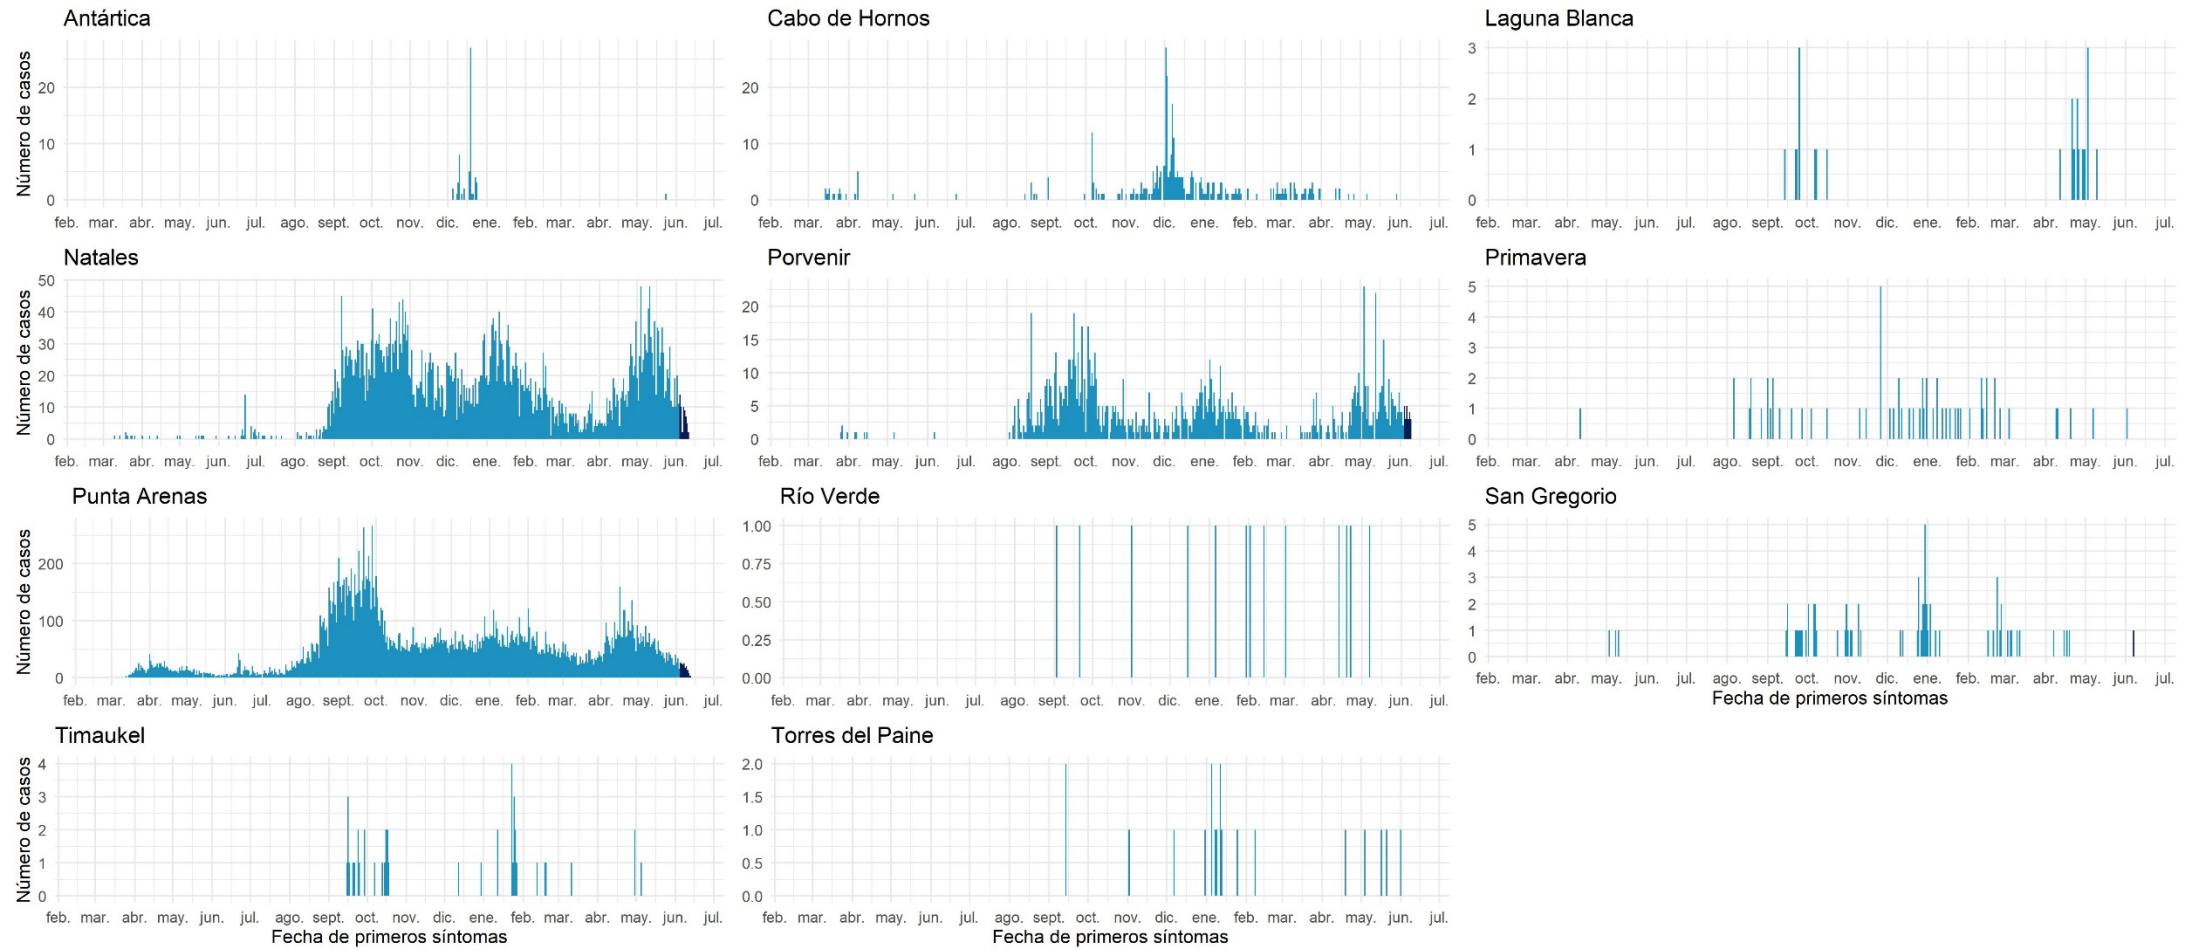 Antártica
Número de casos
20
10
0
feb. mar. abr. may. jun. jul. ago. sept. oct. nov. dic. ene. feb. mar. abr. may. jun. jul.
Cabo de Hornos
20
10
0
feb. mar. abr. may. jun. jul. ago. sept. oct. nov. dic. ene. feb. mar. abr. may. jun. jul.
Laguna Blanca
3
2
1
0
feb. mar. abr. may. jun. jul. ago. sept. oct. nov. dic. ene. feb. mar. abr. may. jun. jul.
Natales
Número de casos
50
40
30
20
10
0
feb. mar. abr. may. jun. jul. ago. sept. oct. nov. dic. ene. feb. mar. abr. may. jun. jul.
Porvenir
20
15
10
5
0
feb. mar. abr. may. jun. jul. ago. sept. oct. nov. dic. ene. feb. mar. abr. may. jun. jul.
Primavera
5
4
3
2
1
0
feb. mar. abr. may. jun. jul. ago. sept. oct. nov. dic. ene. feb. mar. abr. may. jun. jul.
Punta Arenas
Número de casos
200
100
0
feb. mar. abr. may. jun. jul. ago. sept. oct. nov. dic. ene. feb. mar. abr. may. jun. jul.
Río Verde
1.00
0.75
0.50
0.25
0.00
feb. mar. abr. may. jun. jul. ago. sept. oct. nov. dic. ene. feb. mar. abr. may. jun. jul.
San Gregorio
5
4
3
2
1
0
feb. mar. abr. may. jun. jul. ago. sept. oct. nov. dic. ene. feb. mar. abr. may. jun. jul.
Fecha de primeros síntomas
Timaukel
Número de casos
4
3
2
1
0
feb. mar. abr. may. jun. jul. ago. sept. oct. nov. dic. ene. feb. mar. abr. may. jun. jul.
Fecha de primeros síntomas
Torres del Paine
2.0
1.5
1.0
0.5
0.0
feb. mar. abr. may. jun. jul. ago. sept. oct. nov. dic. ene. feb. mar. abr. may. jun. jul.
Fecha de primeros síntomas